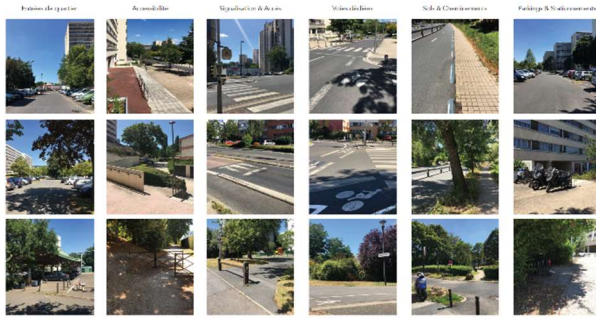 Entrées de quartier
Accessibilité
Signalisation & Accès
Voies dédiées
Sols & Cheminements
Parkings & Stationnements